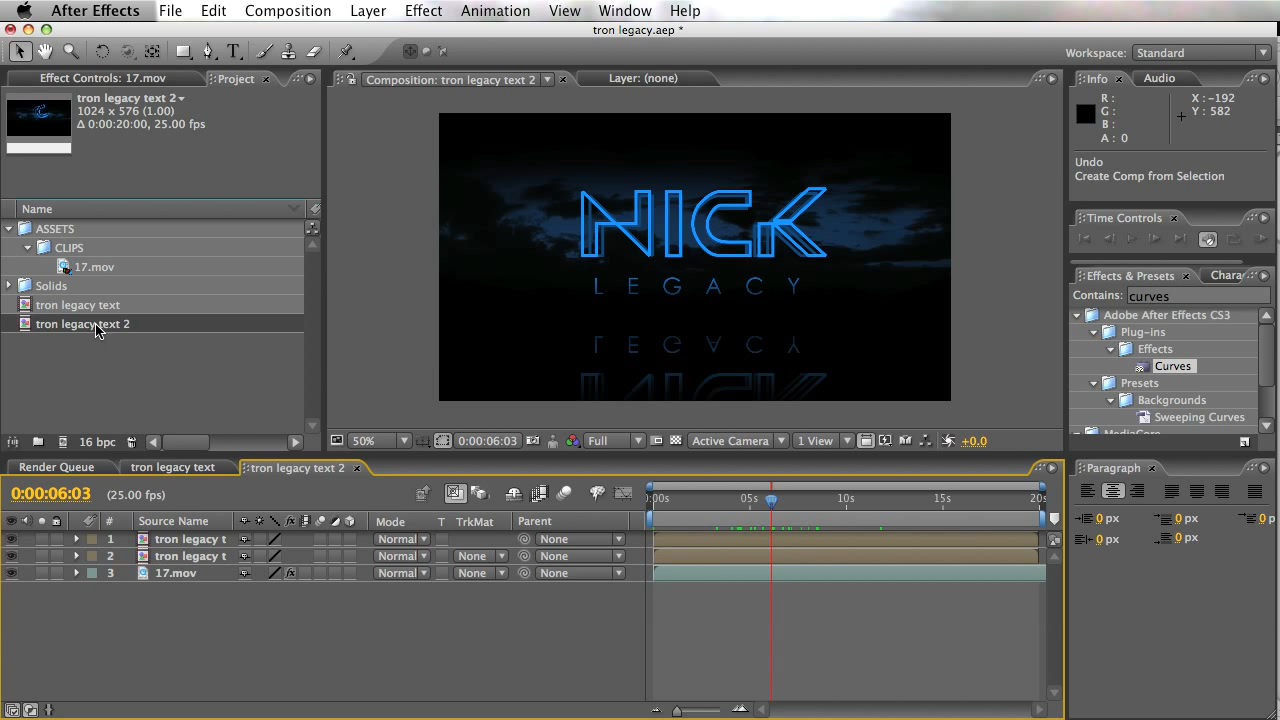 After Effects File Edit Composition Layer Effect Animation View Window Help
tron legacy.aep *
Workspace: Standard
Effect Controls: 17.mov Project
tron legacy text 2
1024 x 576 (1.00)
Δ 0:00:20:00, 25.00 fps
Name
ASSETS
CLIPS
17.mov
Solids
tron legacy text
tron legacy text 2
16 bpc
Composition: tron legacy text 2 Layer: (none)
NICK
LEGACY
LEGACY
NICK
50% 0:00:06:03 Full Active Camera 1 View +0.0
Info Audio
R : X : -192
G : Y : 582
B :
A : 0
Undo
Create Comp from Selection
Time Controls
Effects & Presets Chara
Contains: curves
Adobe After Effects CS3
Plug-ins
Effects
Curves
Presets
Backgrounds
Sweeping Curves
Render Queue tron legacy text tron legacy text 2
0:00:06:03 (25.00 fps)
:00s 05s 10s 15s 20s
# Source Name Mode T TrkMat Parent
1 tron legacy t Normal None
2 tron legacy t Normal None None
3 17.mov Normal None None
Paragraph
0 px 0 px 0 p
0 px 0 px